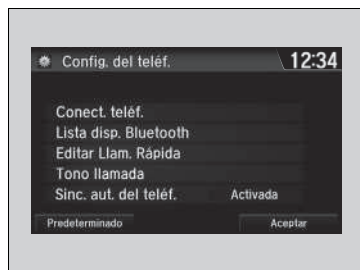 Config. del teléf.
12:34
Conect. teléf.
Lista disp. Bluetooth
Editar Llam. Rápida
Tono llamada
Sinc. aut. del teléf. Activada
Predeterminado Aceptar